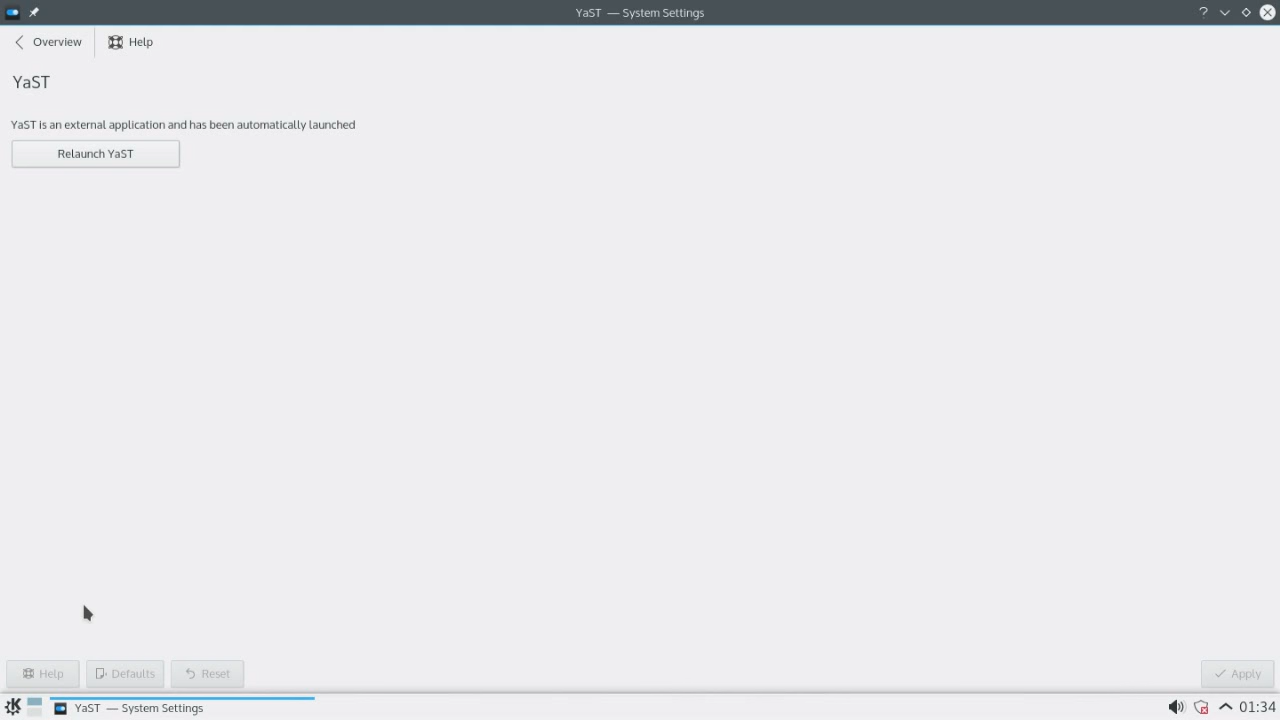 YaST — System Settings
Overview
Help
YaST
YaST is an external application and has been automatically launched
Relaunch YaST
Help
Defaults
Reset
Apply
YaST — System Settings
01:34